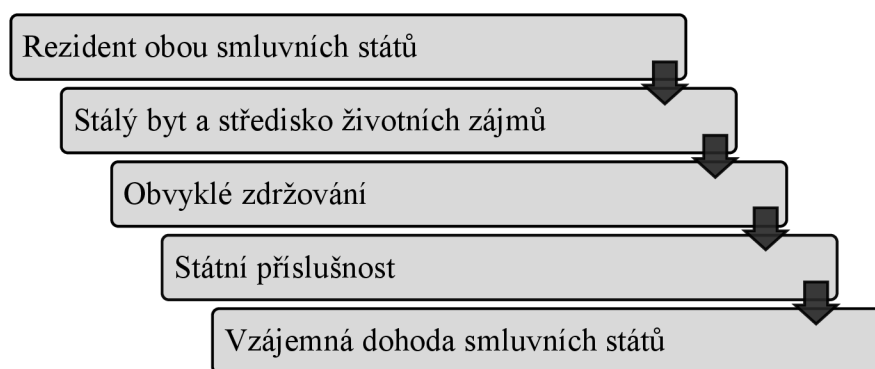 Rezident obou smluvních států
Stálý byt a středisko životních zájmů
Obvyklé zdržování
Státní příslušnost
Vzájemná dohoda smluvních států